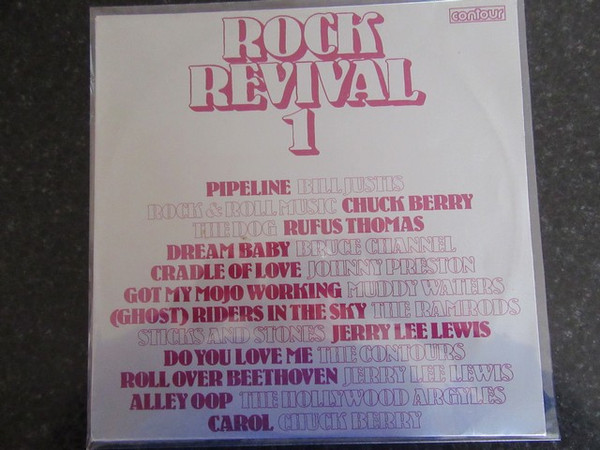 contour
ROCK
REVIVAL
1
PIPELINE BILL JUSTIS
ROCK & ROLL MUSIC CHUCK BERRY
THE DOG RUFUS THOMAS
DREAM BABY BRUCE CHANNEL
CRADLE OF LOVE JOHNNY PRESTON
GOT MY MOJO WORKING MUDDY WATERS
(GHOST) RIDERS IN THE SKY THE RAMRODS
STICKS AND STONES JERRY LEE LEWIS
DO YOU LOVE ME THE CONTOURS
ROLL OVER BEETHOVEN JERRY LEE LEWIS
ALLEY OOP THE HOLLYWOOD ARGYLES
CAROL CHUCK BERRY